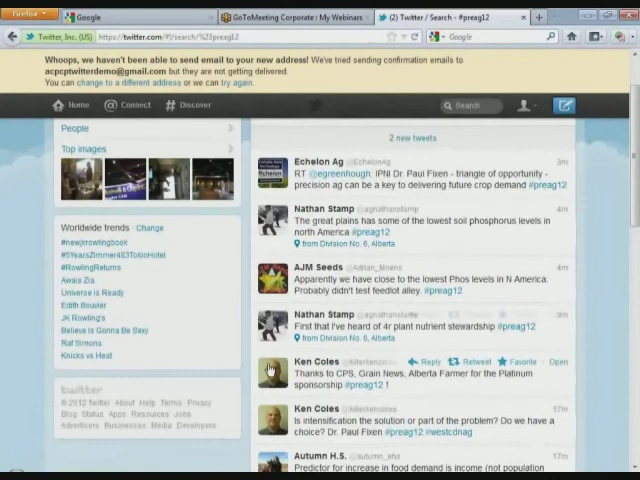 Firefox
Google
GoToMeeting Corporate : My Webinars
(2) Twitter / Search - #preag12
Twitter, Inc. (US)
https://twitter.com/#!/search/%23preag12
Google
Whoops, we haven't been able to send email to your new address! We've tried sending confirmation emails to
acpcptwitterdemo@gmail.com but they are not getting delivered.
You can change to a different address or we can try again.
Home
Connect
Discover
Search
People
Top images
Worldwide trends · Change
#newjkrowlingbook
#5YearsZimmer483TokioHotel
#RowlingReturns
Awais Zia
Universe is Ready
Edith Bouvier
JK Rowling's
Believe Is Gonna Be Sexy
Raf Simons
Knicks vs Heat
twitter
© 2012 Twitter About Help Terms Privacy
Blog Status Apps Resources Jobs
Advertisers Businesses Media Developers
2 new tweets
Echelon Ag @EchelonAg 3m
RT @egreenhough: IPNI Dr. Paul Fixen - triangle of opportunity -
precision ag can be a key to delivering future crop demand #preag12
Nathan Stamp @agnathanstamp 4m
The great plains has some of the lowest soil phosphorus levels in
north America #preag12
from Division No. 6, Alberta
AJM Seeds @Adrian_Moens 4m
Apparently we have close to the lowest Phos levels in N America.
Probably didn't test feedlot alley. #preag12
Nathan Stamp @agnathanstamp 9m
First that I've heard of 4r plant nutrient stewardship #preag12
from Division No. 6, Alberta
Ken Coles @killerkencoles Reply Retweet Favorite Open
Thanks to CPS, Grain News, Alberta Farmer for the Platinum
sponsorship #preag12 !
Ken Coles @killerkencoles 17m
Is intensification the solution or part of the problem? Do we have a
choice? Dr. Paul Fixen #preag12 #westcdnag
Autumn H.S. 17m
Predictor for increase in food demand is income (not population